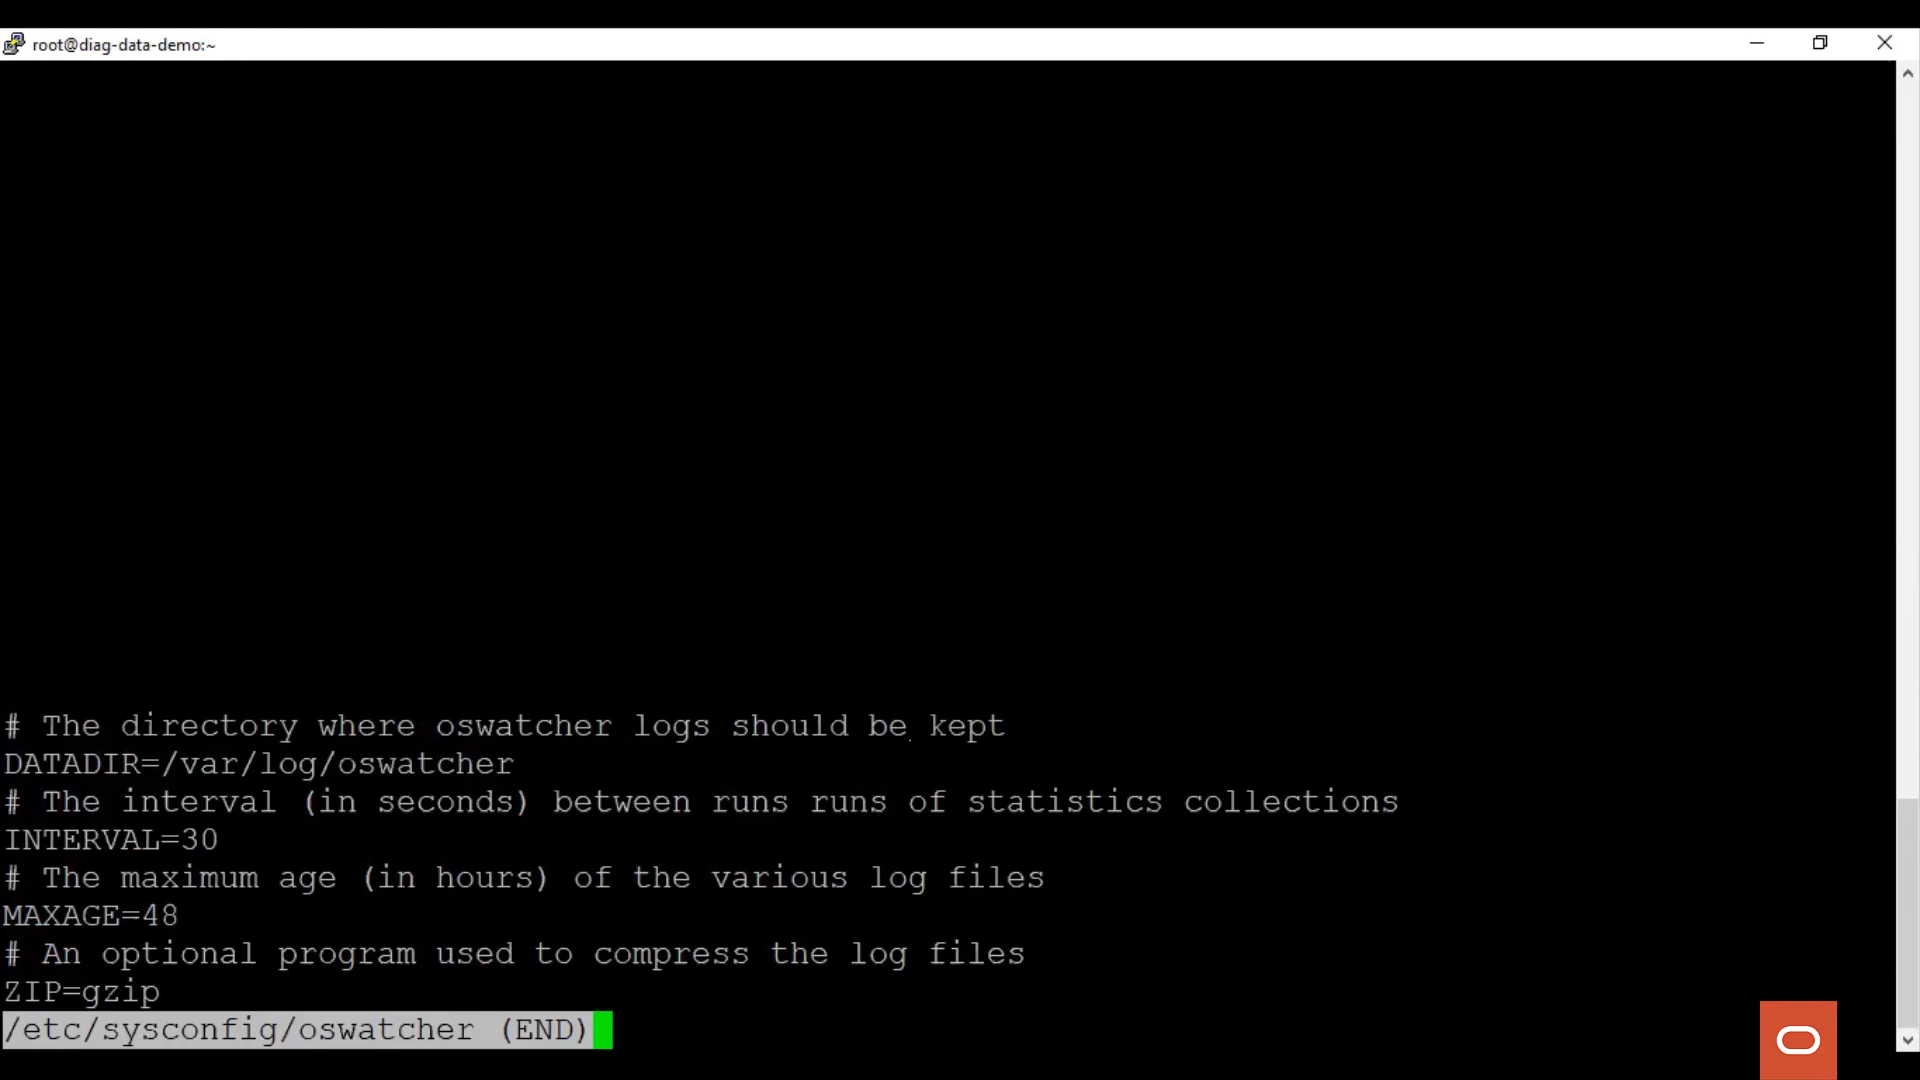 root@diag-data-demo:~
# The directory where oswatcher logs should be kept
DATADIR=/var/log/oswatcher
# The interval (in seconds) between runs runs of statistics collections
INTERVAL=30
# The maximum age (in hours) of the various log files
MAXAGE=48
# An optional program used to compress the log files
ZIP=gzip
/etc/sysconfig/oswatcher (END)